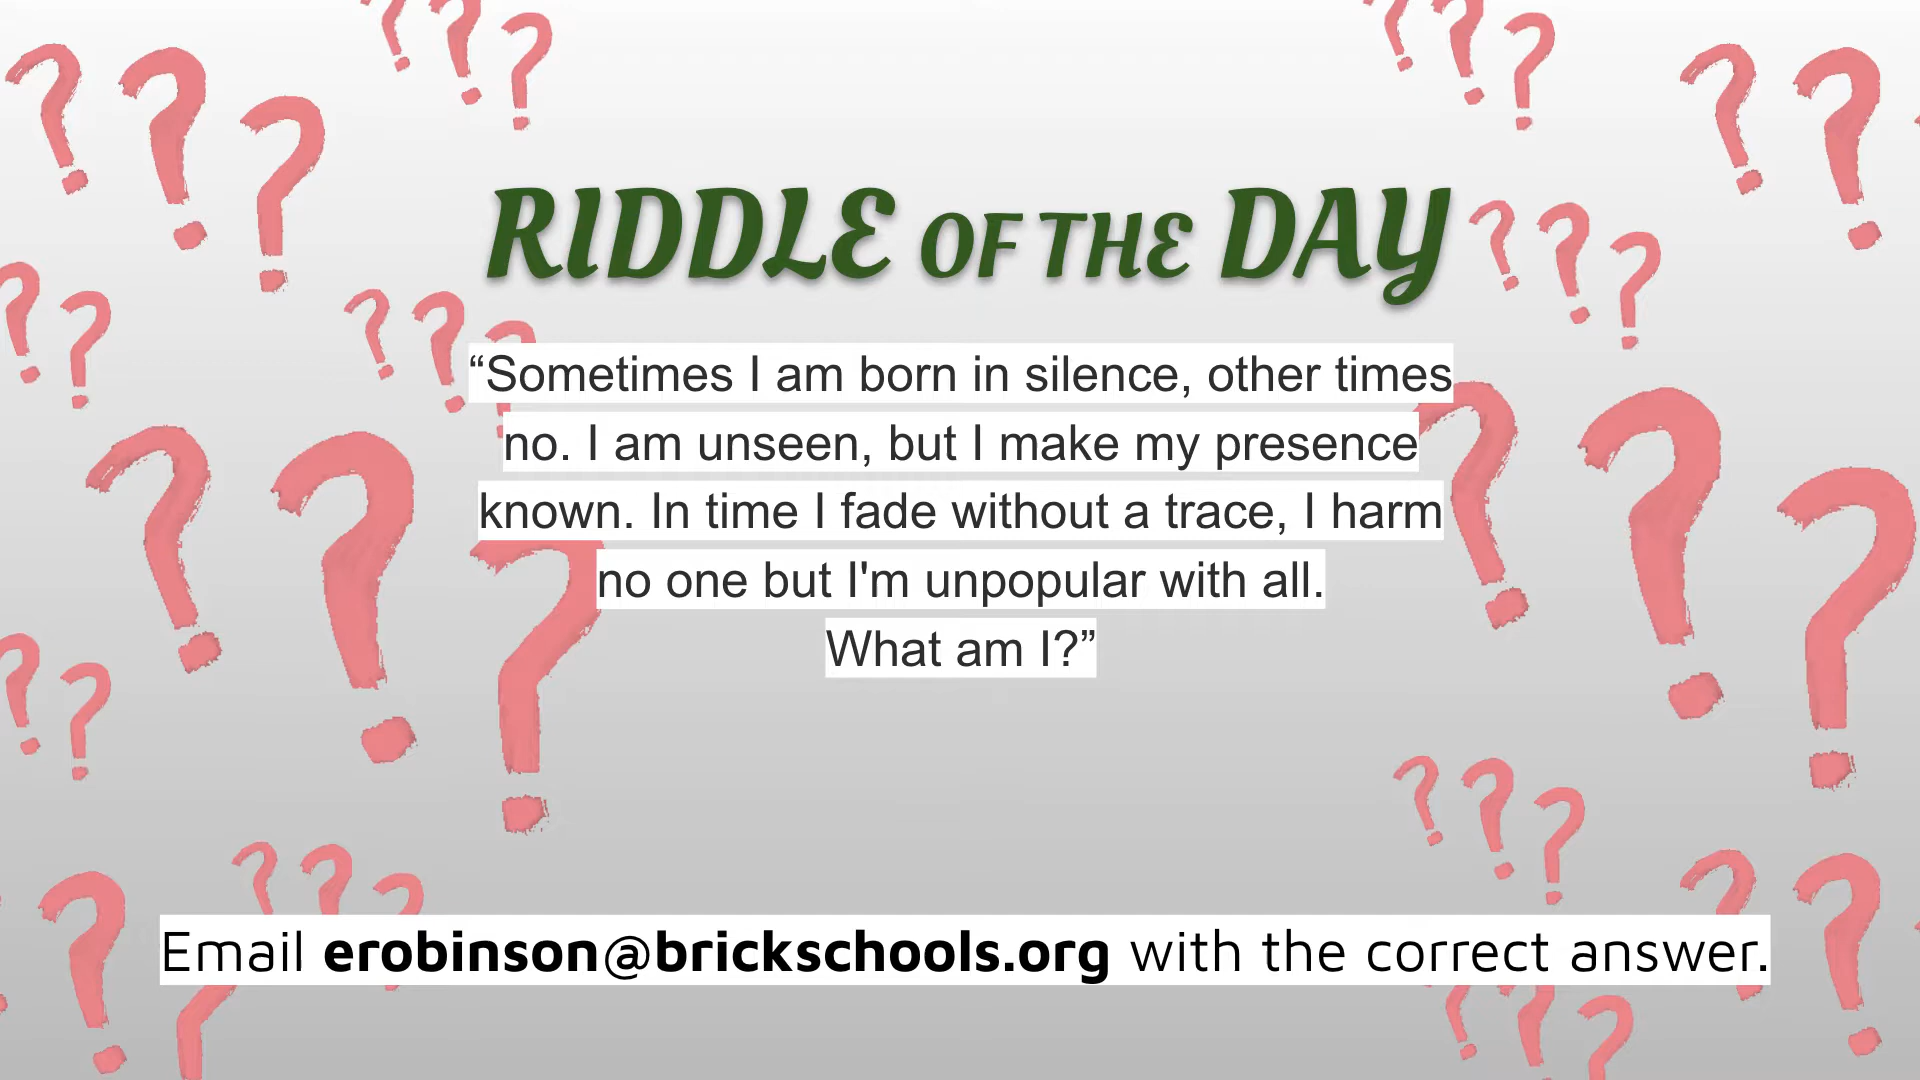 RIDDLE OF THE DAY
“Sometimes I am born in silence, other times
no. I am unseen, but I make my presence
known. In time I fade without a trace, I harm
no one but I'm unpopular with all.
What am I?”
Email erobinson@brickschools.org with the correct answer.